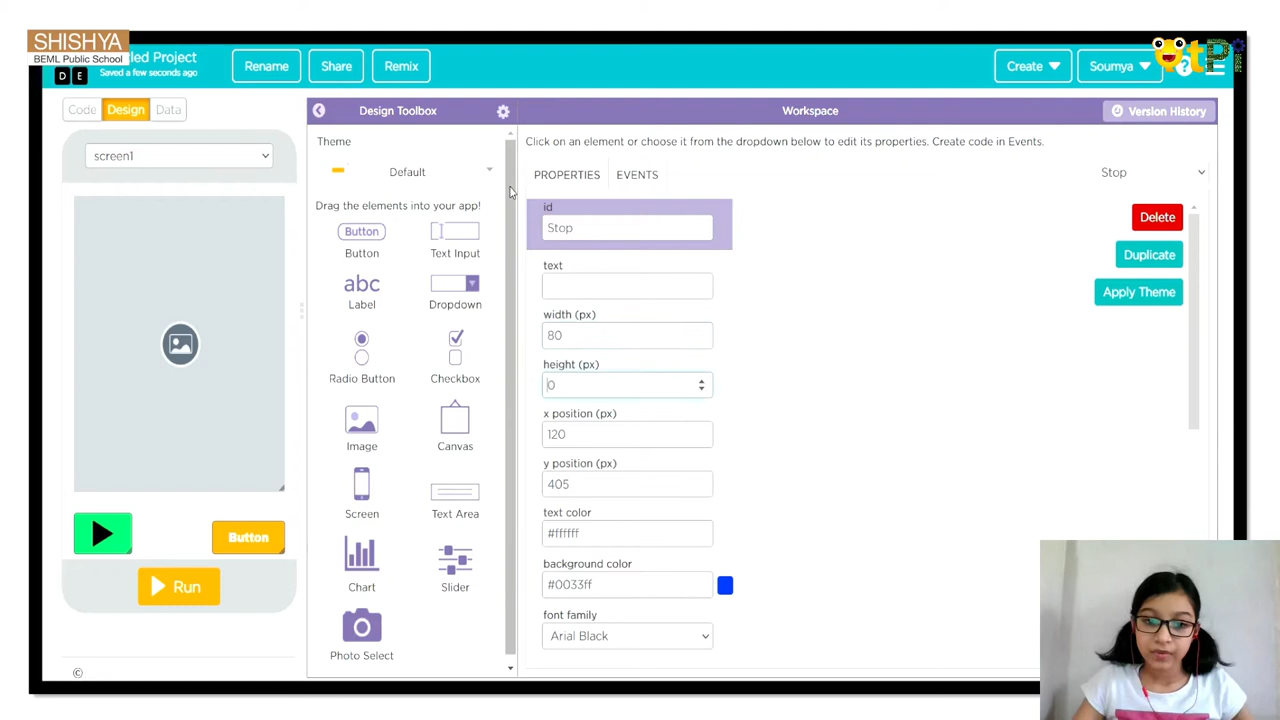 SHISHYA
BEML Public School
led Project
Saved a few seconds ago
D E
Rename
Share
Remix
Create
Soumya
?
Code
Design
Data
Design Toolbox
Workspace
Version History
screen1
Theme
Default
Click on an element or choose it from the dropdown below to edit its properties. Create code in Events.
PROPERTIES
EVENTS
Stop
Drag the elements into your app!
Button
Button
Text Input
abc
Label
Dropdown
Radio Button
Checkbox
Image
Canvas
Screen
Text Area
Chart
Slider
Photo Select
id
Stop
text
width (px)
80
height (px)
0
x position (px)
120
y position (px)
405
text color
#ffffff
background color
#0033ff
font family
Arial Black
Delete
Duplicate
Apply Theme
Button
Run
©